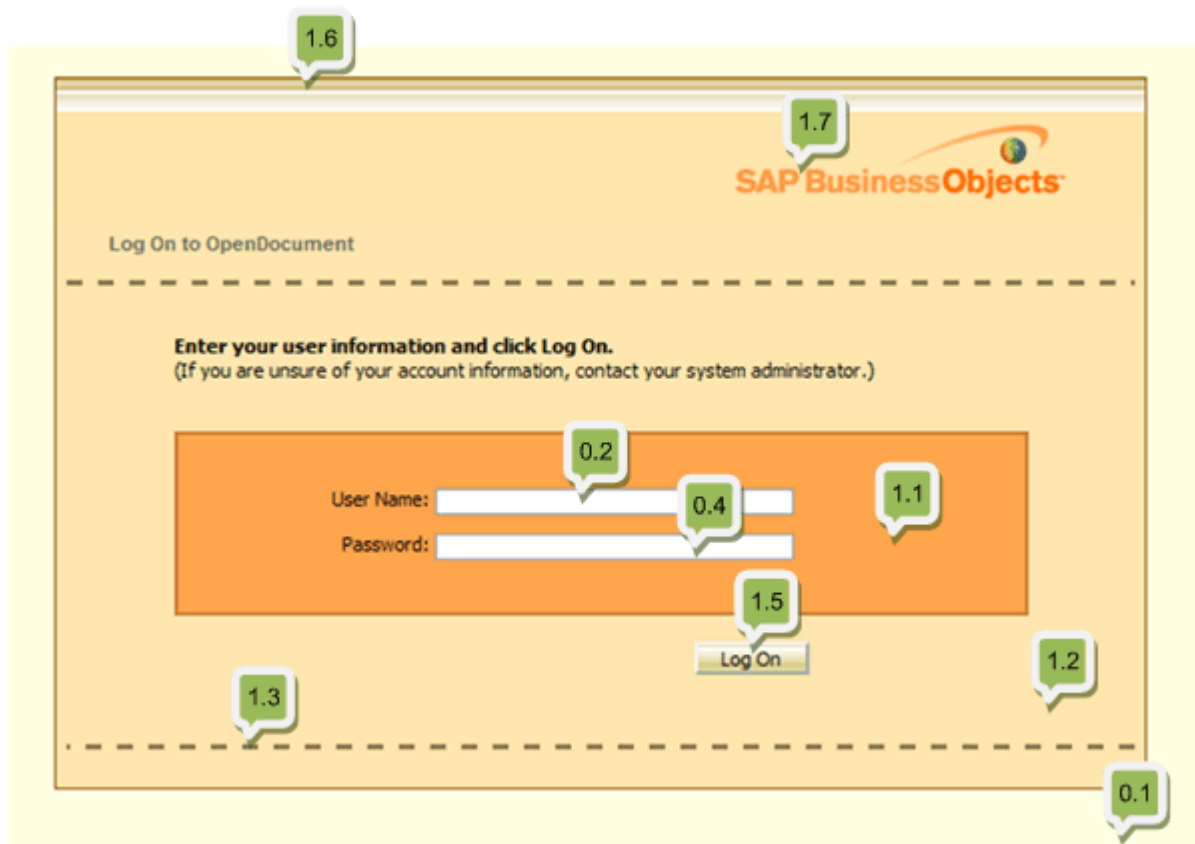 1.6
1.7
SAP BusinessObjects™
Log On to OpenDocument
Enter your user information and click Log On.
(If you are unsure of your account information, contact your system administrator.)
0.2
User Name:
0.4
1.1
Password:
1.5
Log On
1.2
1.3
0.1